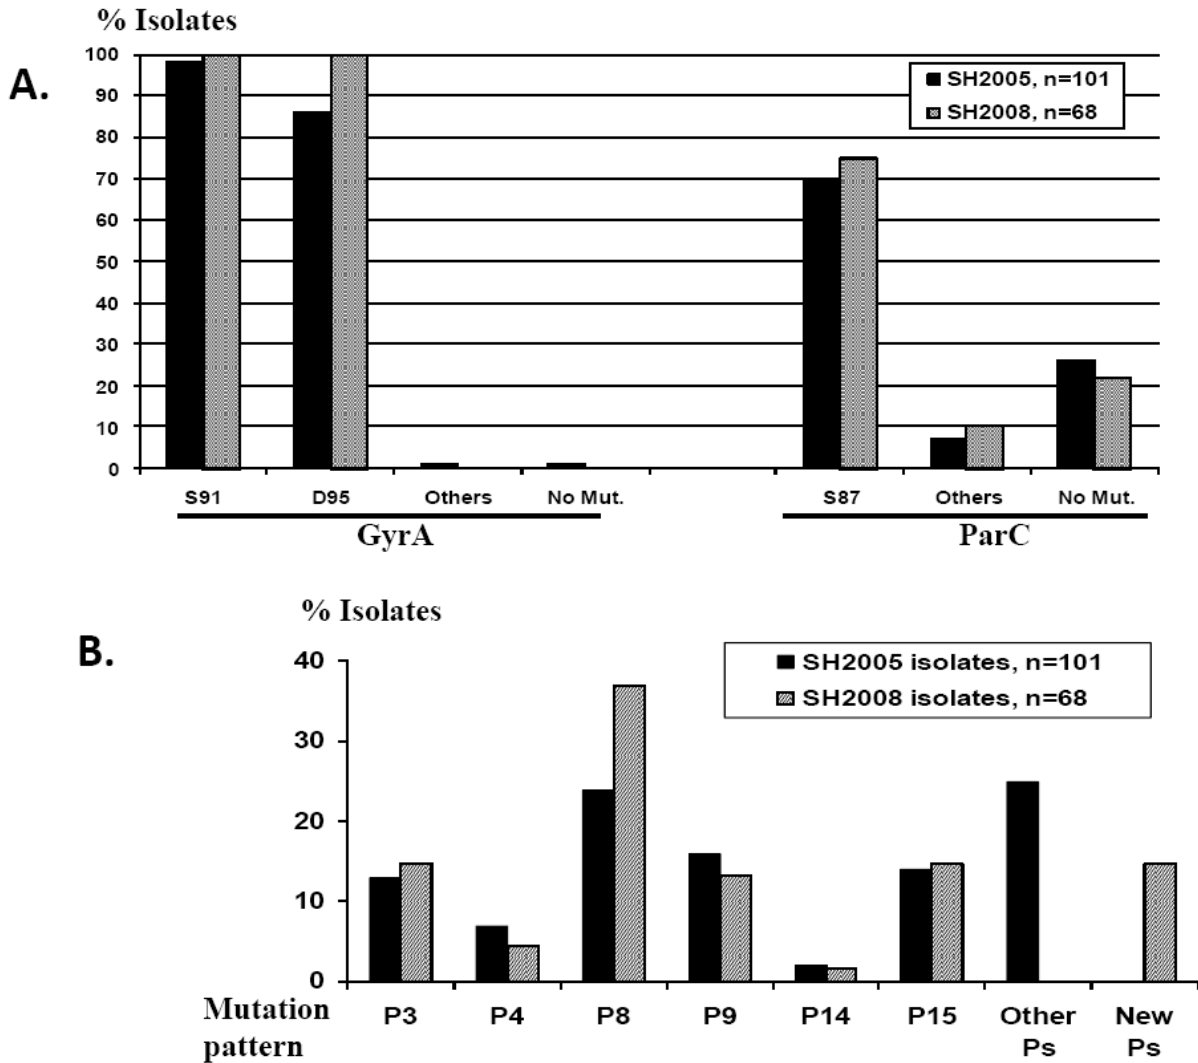 % Isolates
A.
100
90
80
70
60
50
40
30
20
10
0
SH2005, n=101
SH2008, n=68
S91 D95 Others No Mut. S87 Others No Mut.
GyrA ParC
% Isolates
B.
40
30
20
10
0
SH2005 isolates, n=101
SH2008 isolates, n=68
Mutation pattern
P3 P4 P8 P9 P14 P15 Other Ps New Ps